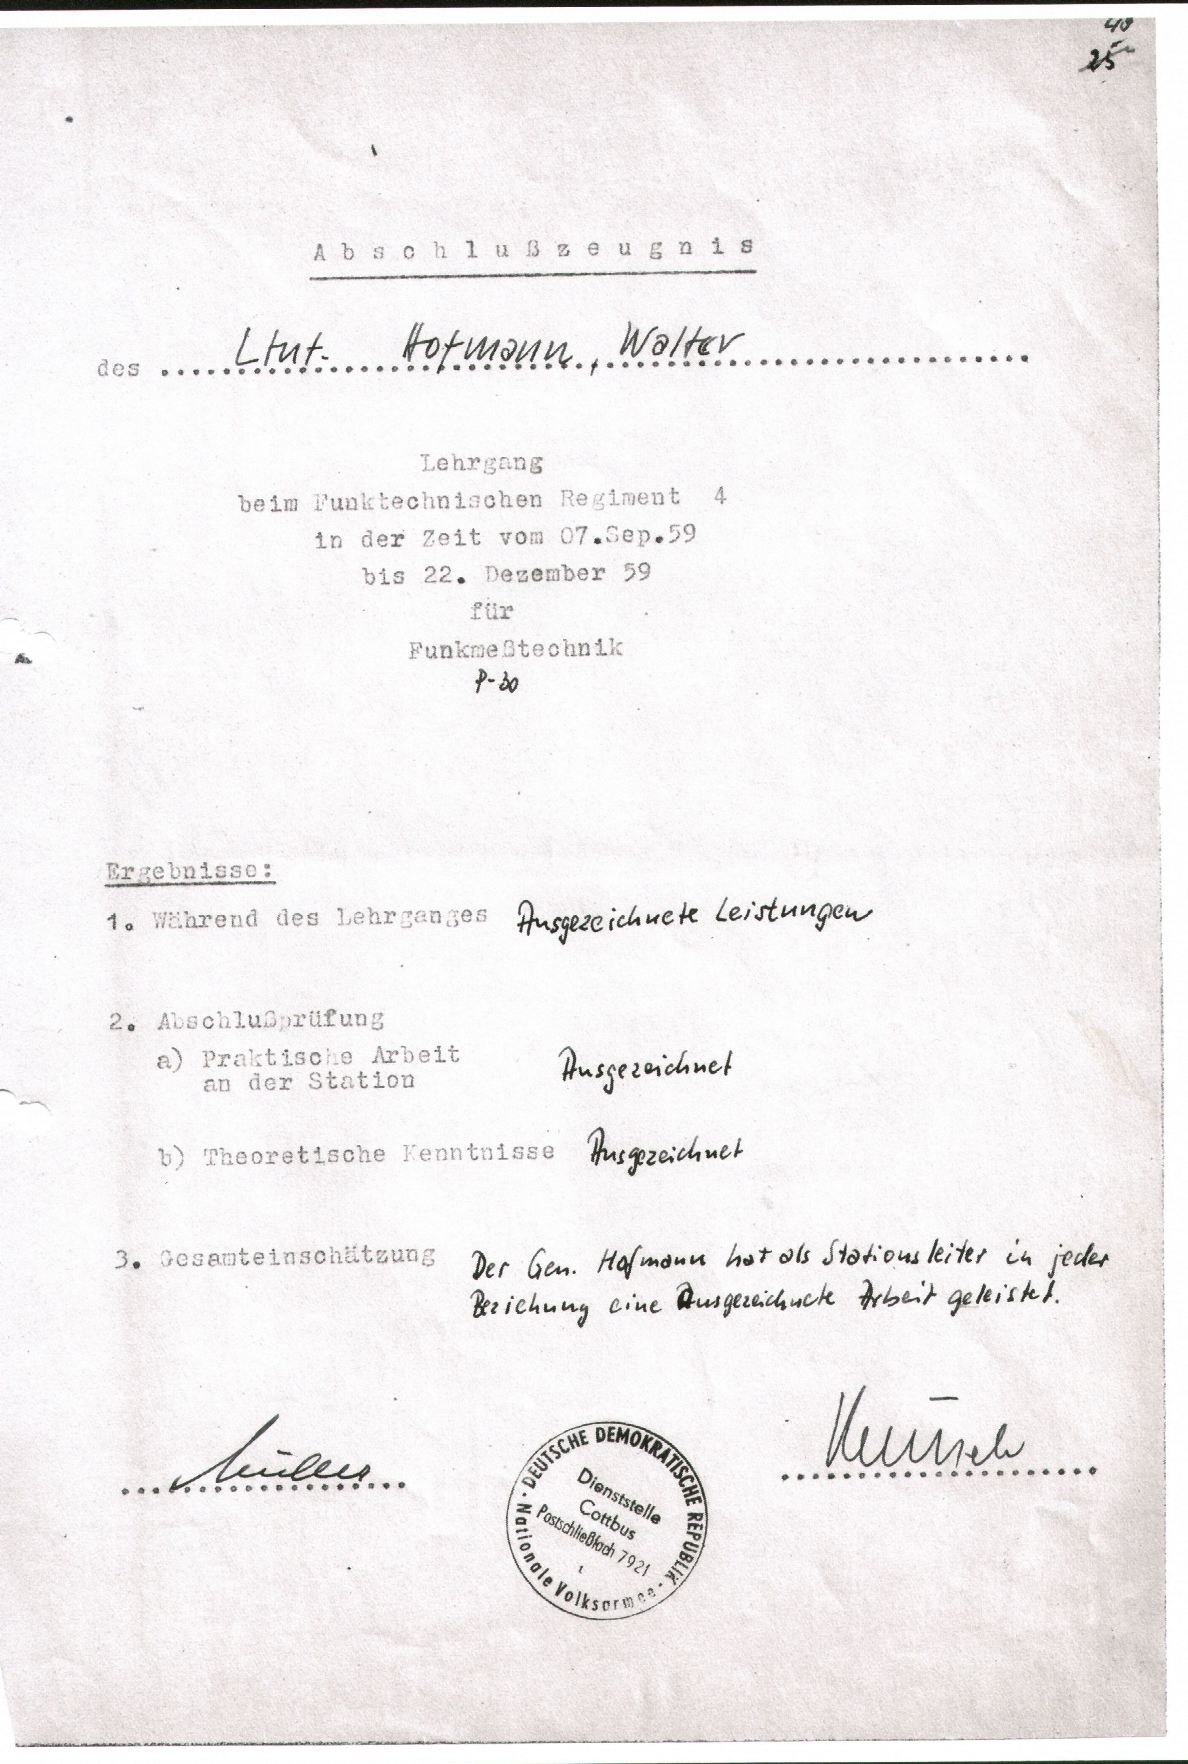 40
25
Abschlußzeugnis
des Ltnt. Hofmann, Walter
Lehrgang
beim Funktechnischen Regiment 4
in der Zeit vom 07.Sep.59
bis 22. Dezember 59
für
Funkmeßtechnik
P-30
Ergebnisse:
1. Während des Lehrganges Ausgezeichnete Leistungen
2. Abschlußprüfung
a) Praktische Arbeit
an der Station Ausgezeichnet
b) Theoretische Kenntnisse Ausgezeichnet
3. Gesamteinschätzung Der Gen. Hofmann hat als Stationsleiter in jeder
Beziehung eine Ausgezeichnete Arbeit geleistet.
Müller
DEUTSCHE DEMOKRATISCHE REPUBLIK
Dienststelle
Cottbus
Postschließfach 7921
Nationale Volksarmee